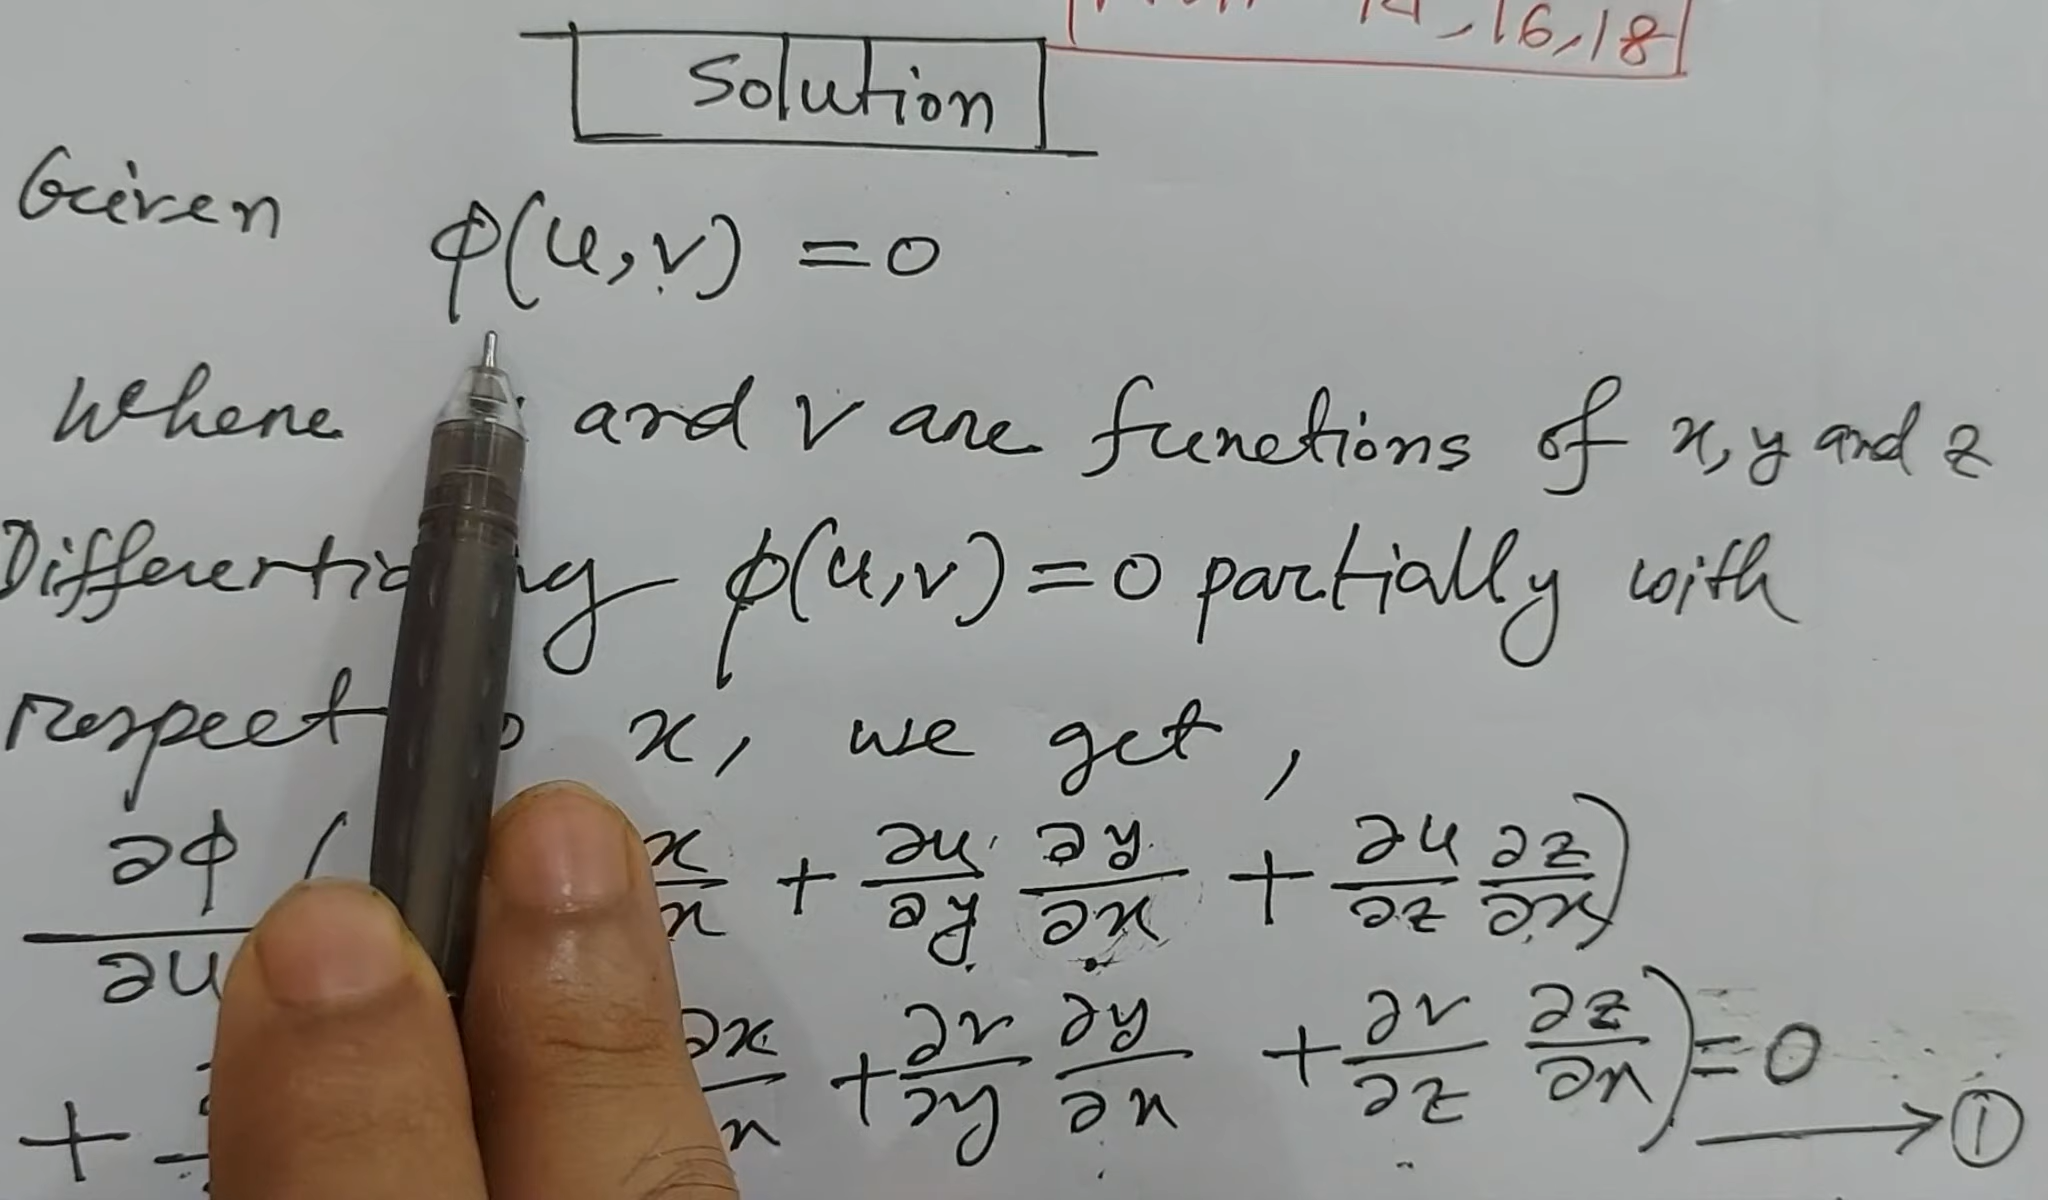 14, 16, 18
Solution
Given ϕ(u,v) = 0
Where and v are functions of x, y and z
ϕ(u,v) = 0 partially with
respect x, we get,
∂ϕ/∂u ( + ∂u/∂y ∂y/∂x + ∂u/∂z ∂z/∂x)
+ ∂x + ∂v/∂y ∂y/∂x + ∂v/∂z ∂z/∂x) = 0 → ①